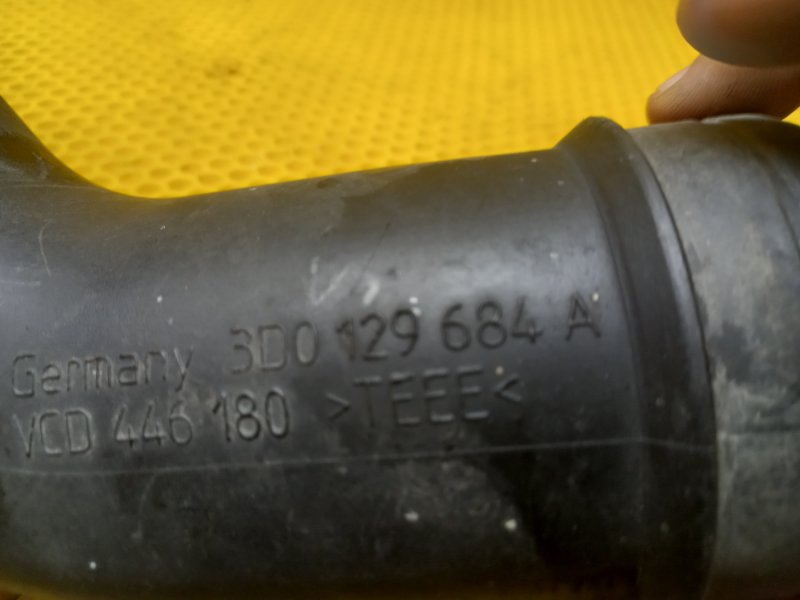 Germany 3D0 129 684 A
VCD 446 180 >TEEE<